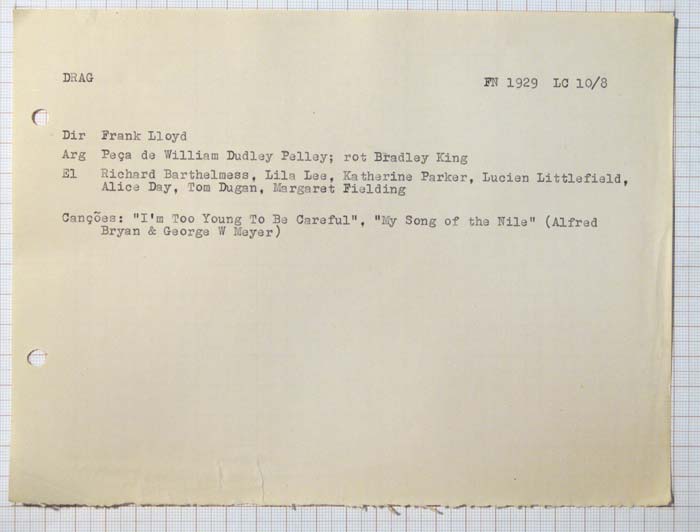 DRAG
FN 1929 LC 10/8
Dir Frank Lloyd
Arg Peça de William Dudley Pelley; rot Bradley King
El Richard Barthelmess, Lila Lee, Katherine Parker, Lucien Littlefield,
Alice Day, Tom Dugan, Margaret Fielding
Canções: "I'm Too Young To Be Careful", "My Song of the Nile" (Alfred
Bryan & George W Meyer)